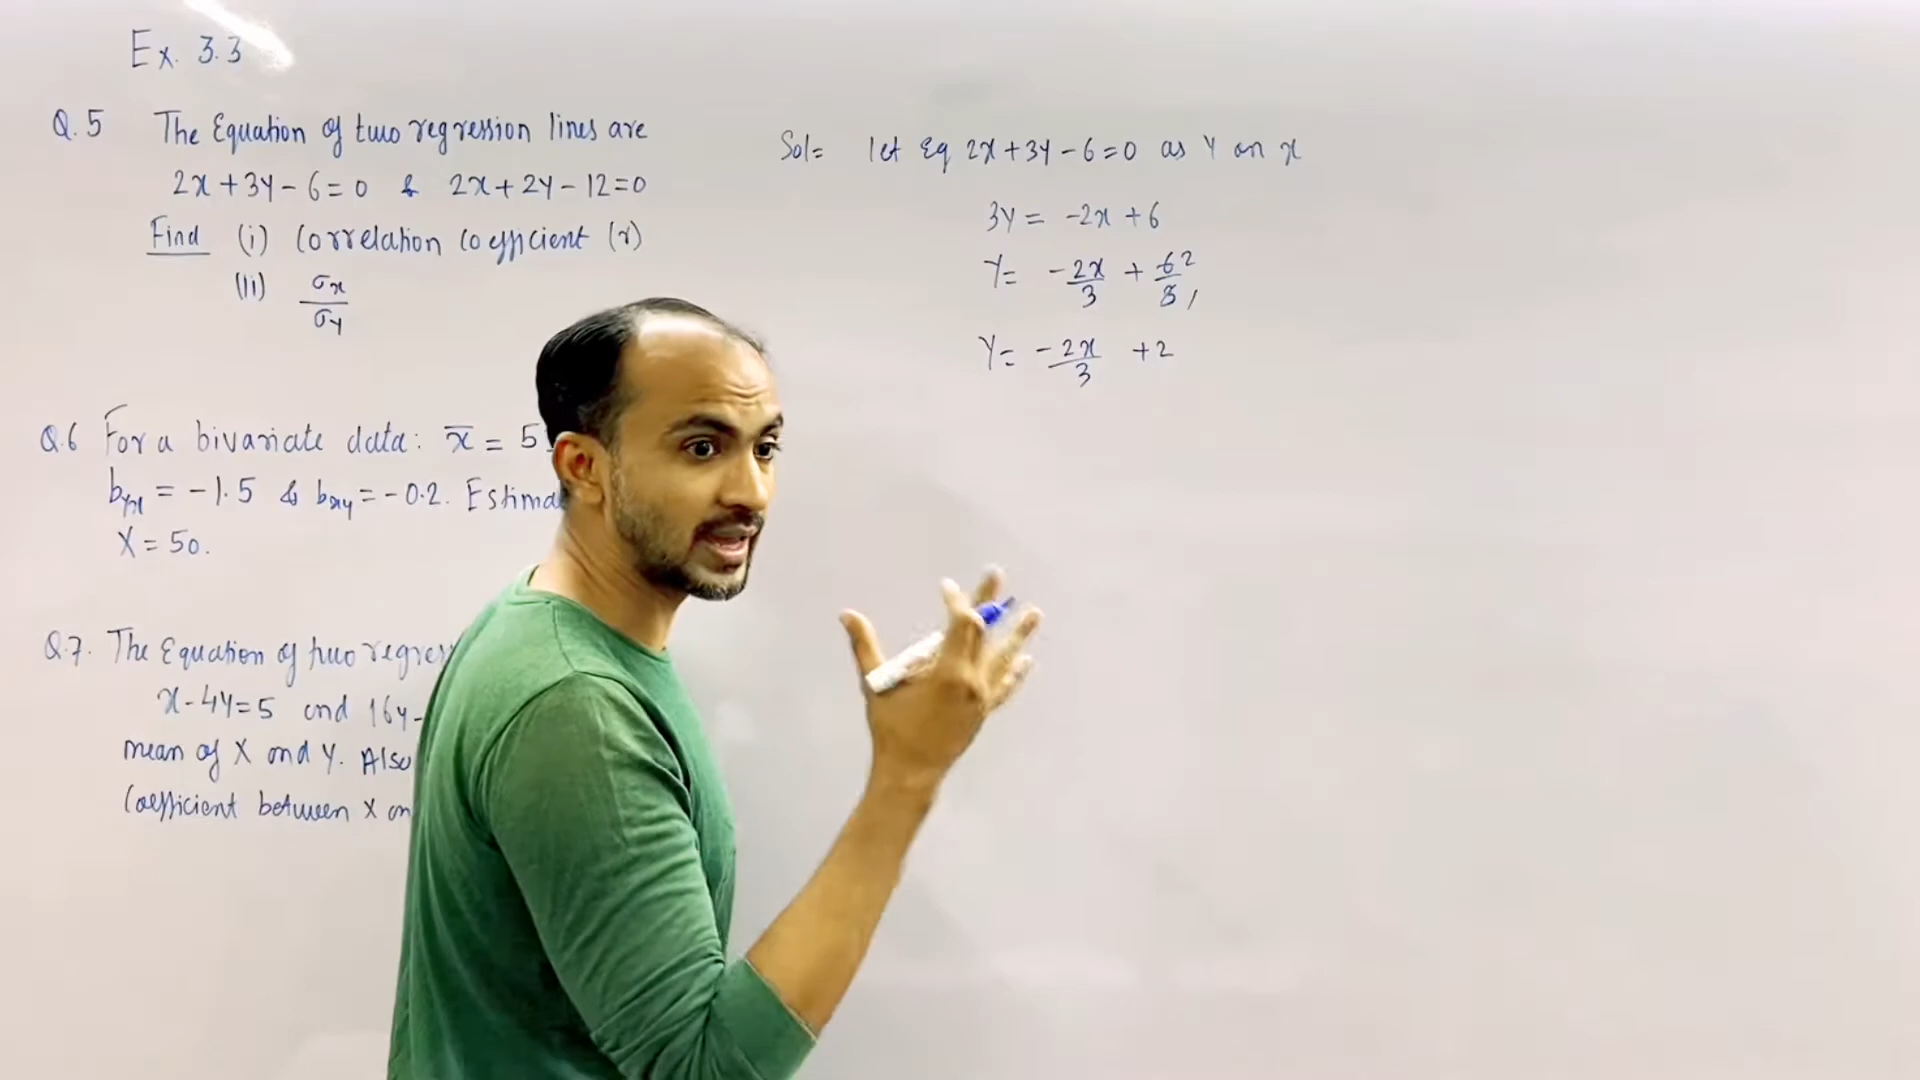 Ex. 3.3
Q.5 The Equation of two regression lines are
2x+3y-6=0 & 2x+2y-12=0
Find (i) Correlation Coefficient (r)
(ii) σx/σy
Q.6 For a bivariate data: x̄ = 5
byx = -1.5 & bxy = -0.2. Estima
X = 50.
Q.7. The Equation of two regres
x-4y=5 and 16y-
mean of X and Y. Also
Coefficient between X an
Sol= let Eq 2x+3y-6=0 as Y on x
3y = -2x+6
Y= -2x/3 + 6/3 2
Y= -2x/3 +2